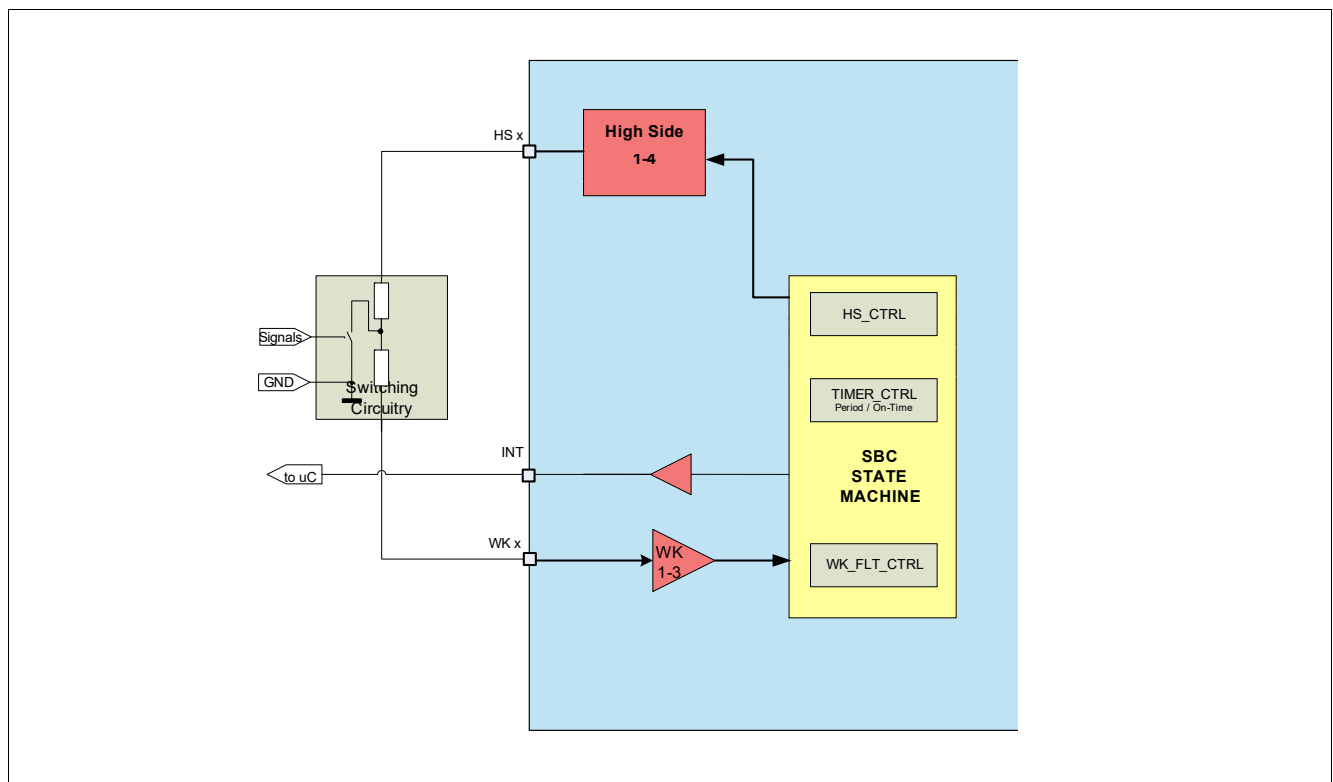 HS x
High Side
1-4
Signals
GND
Switching
Circuitry
HS_CTRL
TIMER_CTRL
Period / On-Time
SBC
STATE
MACHINE
INT
to uC
WK x
WK
1-3
WK_FLT_CTRL